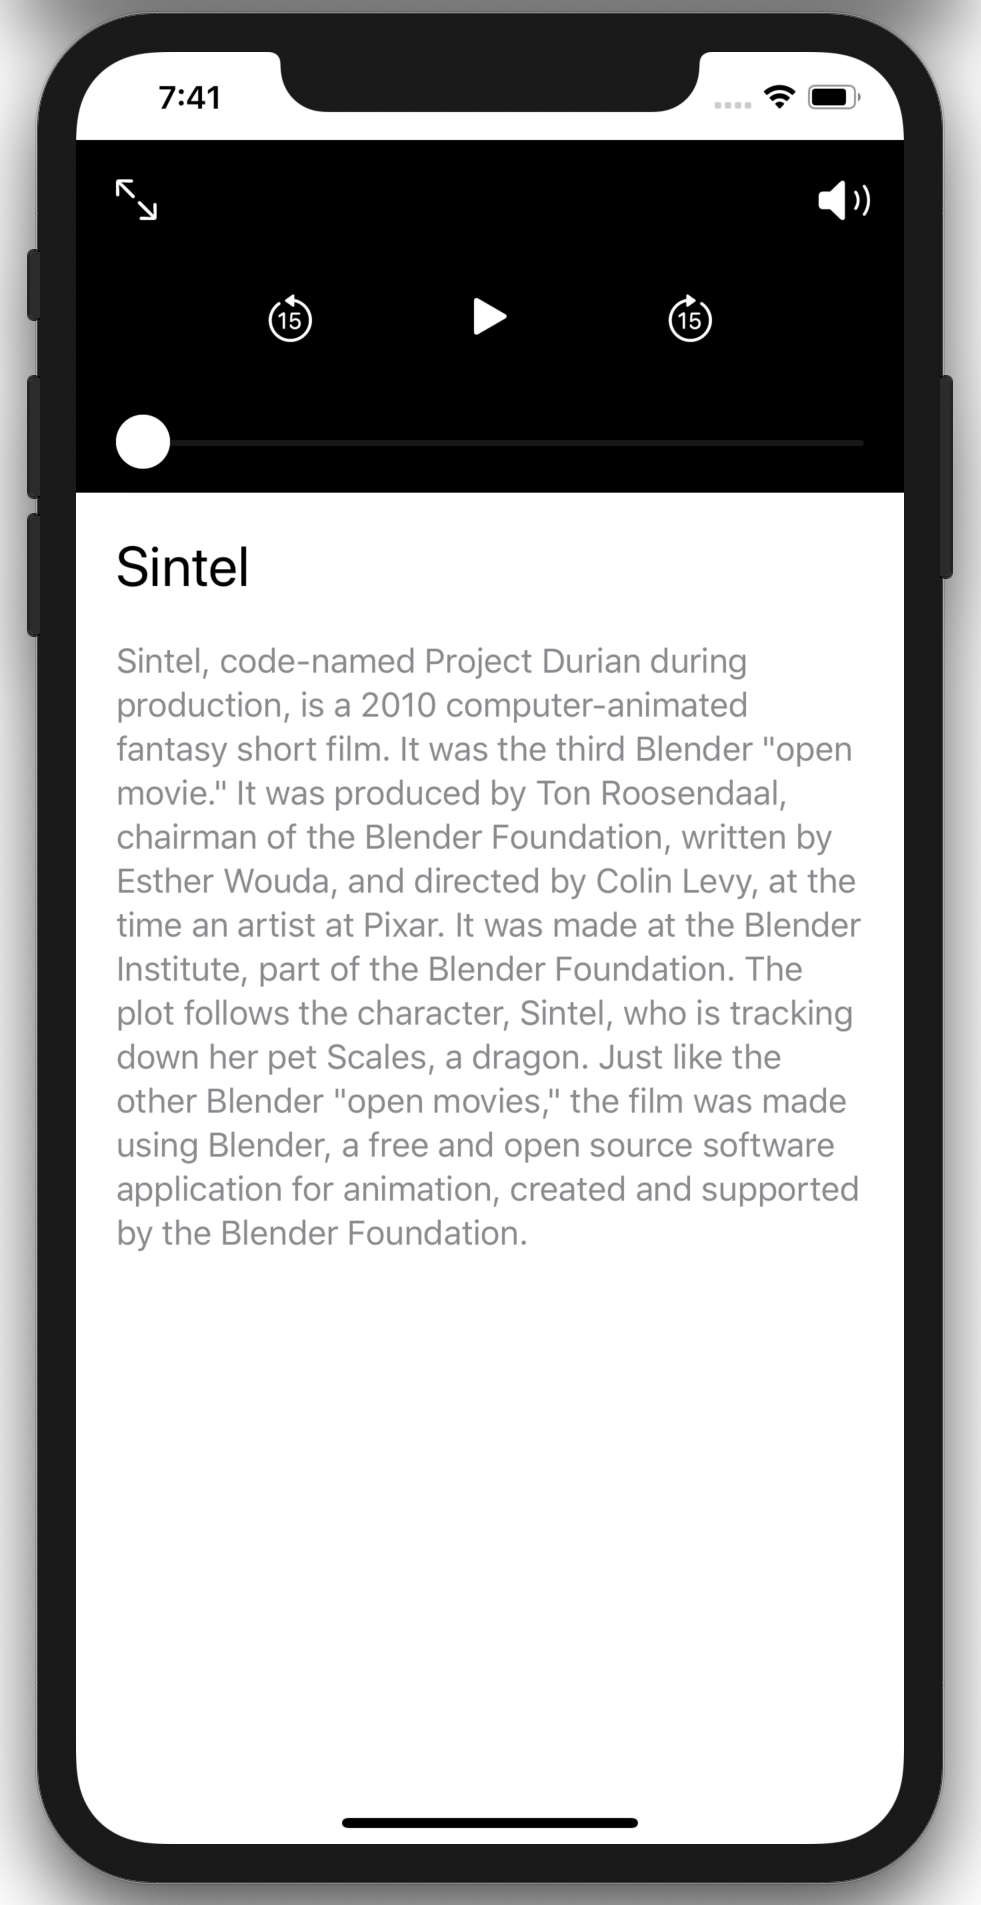 7:41
15 15
Sintel
Sintel, code-named Project Durian during
production, is a 2010 computer-animated
fantasy short film. It was the third Blender "open
movie." It was produced by Ton Roosendaal,
chairman of the Blender Foundation, written by
Esther Wouda, and directed by Colin Levy, at the
time an artist at Pixar. It was made at the Blender
Institute, part of the Blender Foundation. The
plot follows the character, Sintel, who is tracking
down her pet Scales, a dragon. Just like the
other Blender "open movies," the film was made
using Blender, a free and open source software
application for animation, created and supported
by the Blender Foundation.